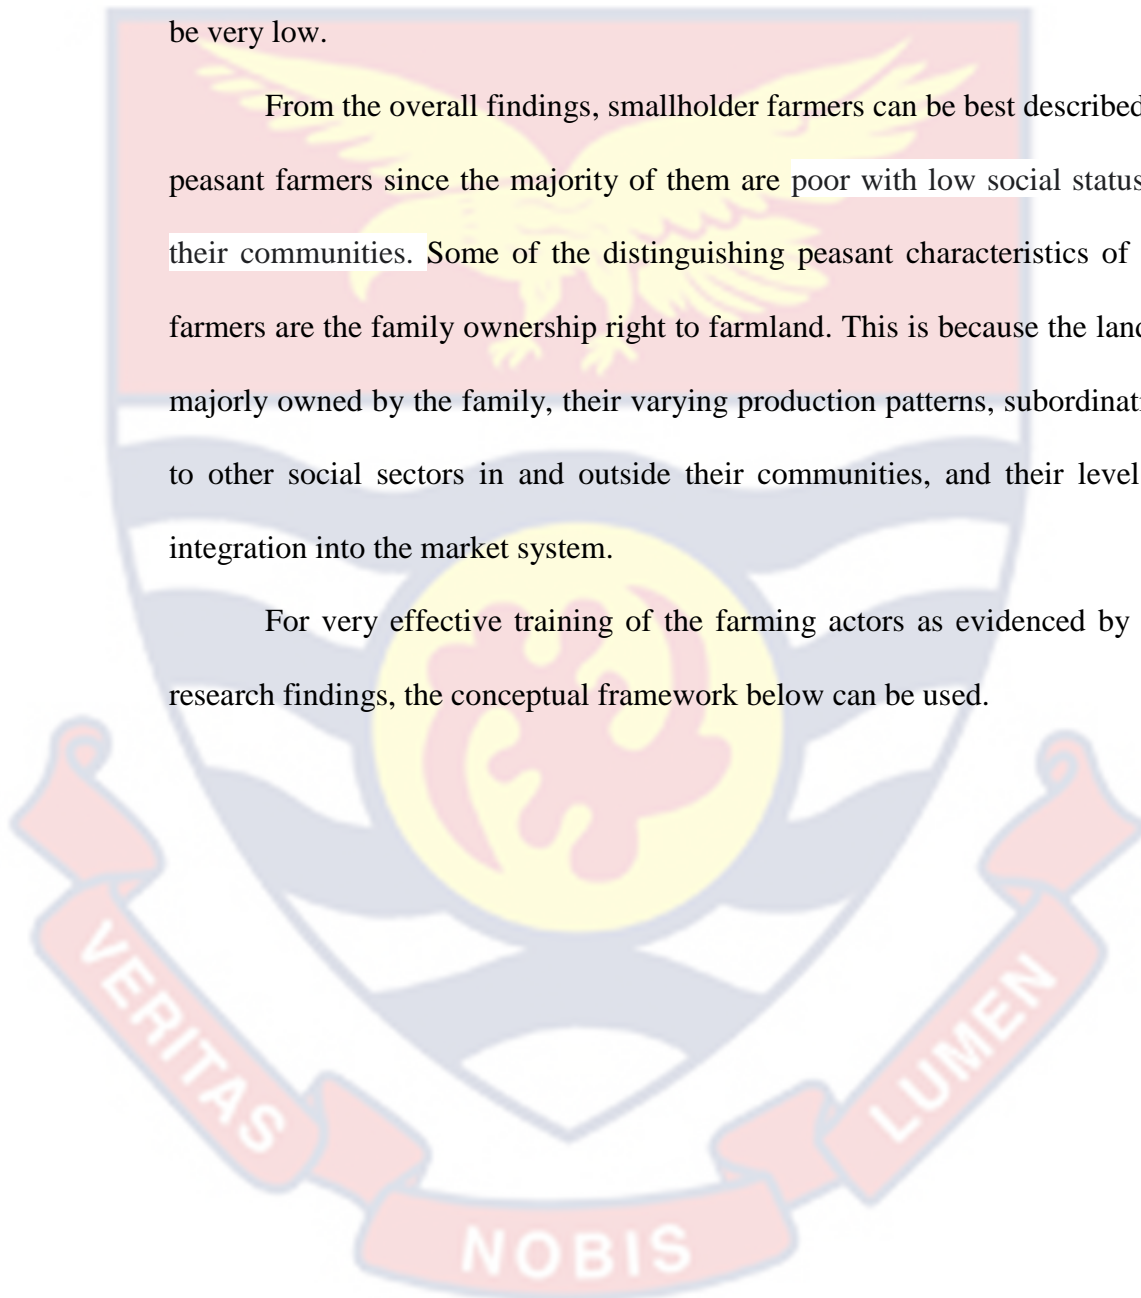 be very low.
From the overall findings, smallholder farmers can be best described
peasant farmers since the majority of them are poor with low social status
their communities. Some of the distinguishing peasant characteristics of
farmers are the family ownership right to farmland. This is because the land
majorly owned by the family, their varying production patterns, subordinati
to other social sectors in and outside their communities, and their level
integration into the market system.
For very effective training of the farming actors as evidenced by
research findings, the conceptual framework below can be used.
VERITAS
NOBIS
LUMEN